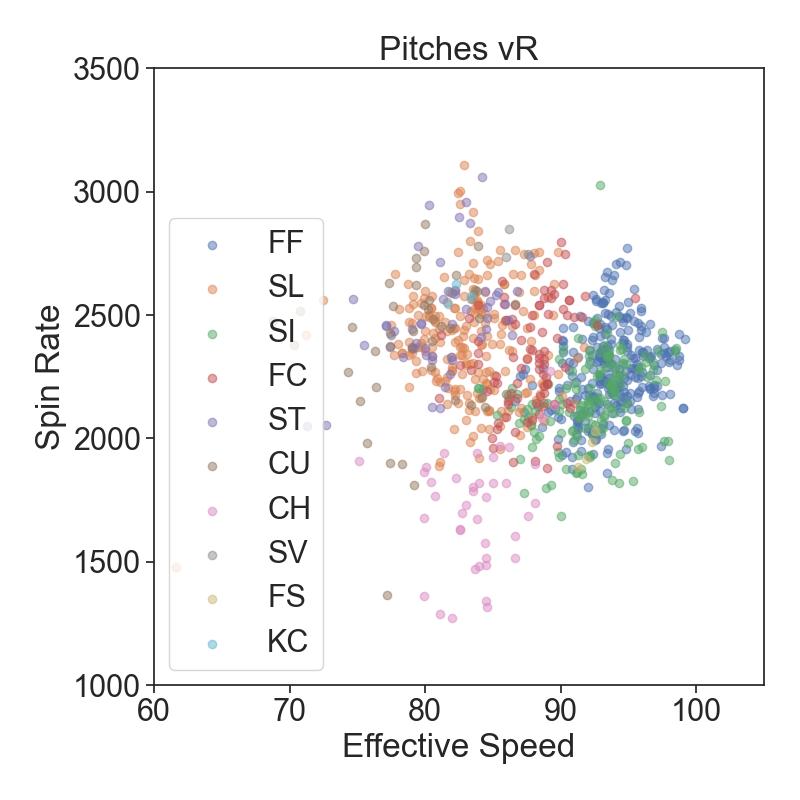 Pitches vR
3500
3000
2500
2000
1500
1000
Spin Rate
FF
SL
SI
FC
ST
CU
CH
SV
FS
KC
60 70 80 90 100
Effective Speed